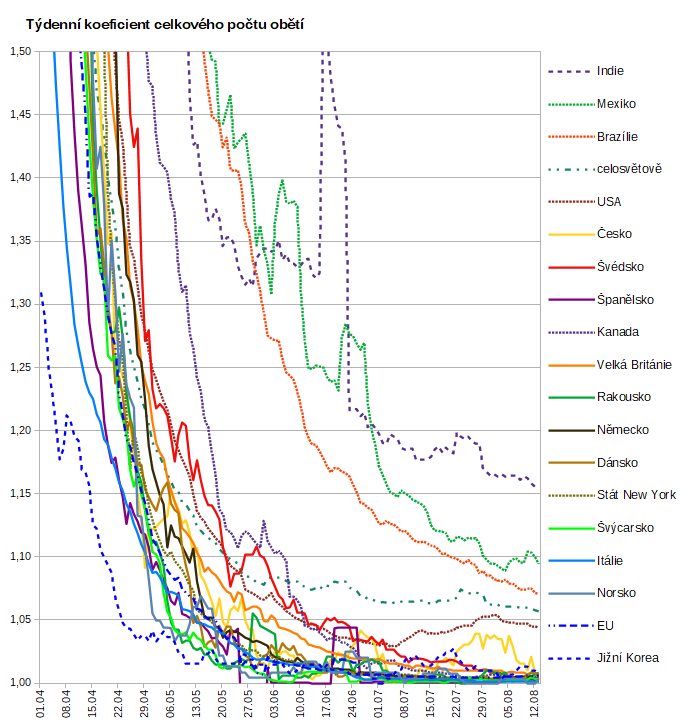 Týdenní koeficient celkového počtu obětí
1,50
1,45
1,40
1,35
1,30
1,25
1,20
1,15
1,10
1,05
1,00
01.04
08.04
15.04
22.04
29.04
06.05
13.05
20.05
27.05
03.06
10.06
17.06
24.06
01.07
08.07
15.07
22.07
29.07
05.08
12.08
Indie
Mexiko
Brazílie
celosvětově
USA
Česko
Švédsko
Španělsko
Kanada
Velká Británie
Rakousko
Německo
Dánsko
Stát New York
Švýcarsko
Itálie
Norsko
EU
Jižní Korea